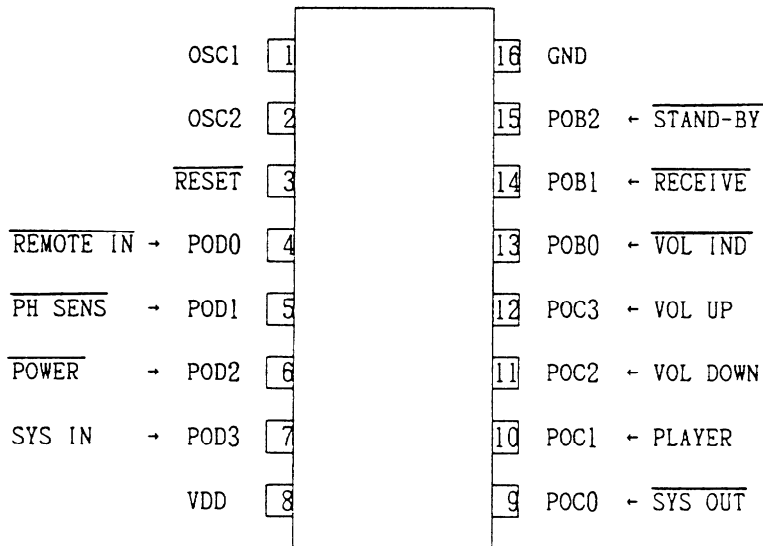 OSC1 1 16 GND
OSC2 2 15 POB2 ← STAND-BY
RESET 3 14 POB1 ← RECEIVE
REMOTE IN → POD0 4 13 POB0 ← VOL IND
PH SENS → POD1 5 12 POC3 ← VOL UP
POWER → POD2 6 11 POC2 ← VOL DOWN
SYS IN → POD3 7 10 POC1 ← PLAYER
VDD 8 9 POC0 ← SYS OUT